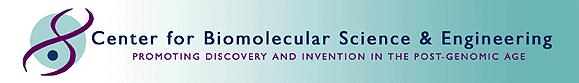 Center for Biomolecular Science & Engineering
PROMOTING DISCOVERY AND INVENTION IN THE POST-GENOMIC AGE